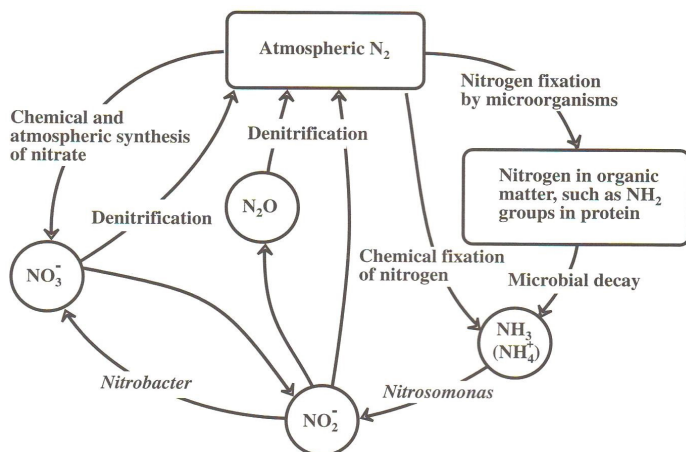 Atmospheric N₂
Nitrogen fixation
by microorganisms
Chemical and
atmospheric synthesis
of nitrate
Denitrification
Nitrogen in organic
matter, such as NH₂
groups in protein
N₂O
Denitrification
Chemical fixation
of nitrogen
Microbial decay
NO₃⁻
NH₃
(NH₄⁺)
Nitrobacter
Nitrosomonas
NO₂⁻